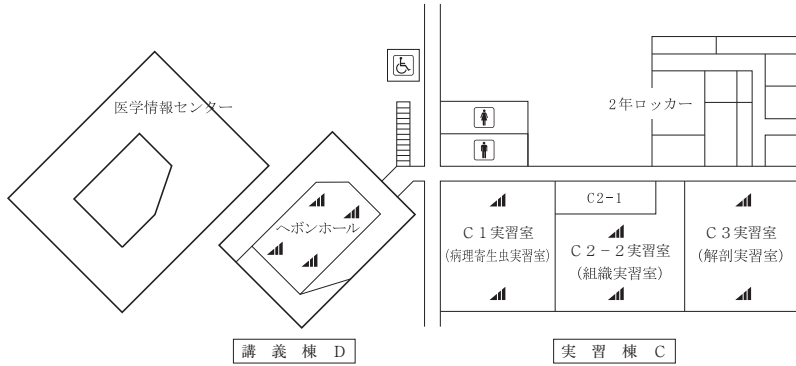 医学情報センター
2年ロッカー
ヘボンホール
C2-1
C1実習室
(病理寄生虫実習室)
C2-2実習室
(組織実習室)
C3実習室
(解剖実習室)
講義棟D
実習棟C